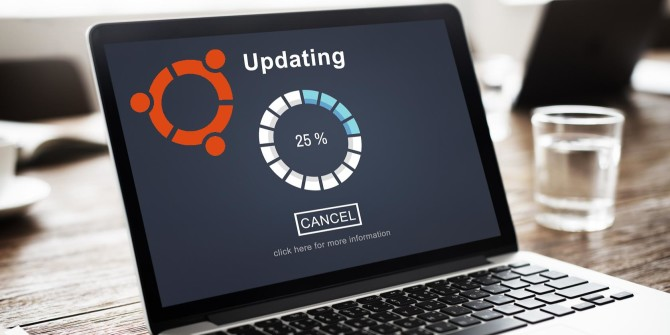 Updating
25 %
CANCEL
click here for more information